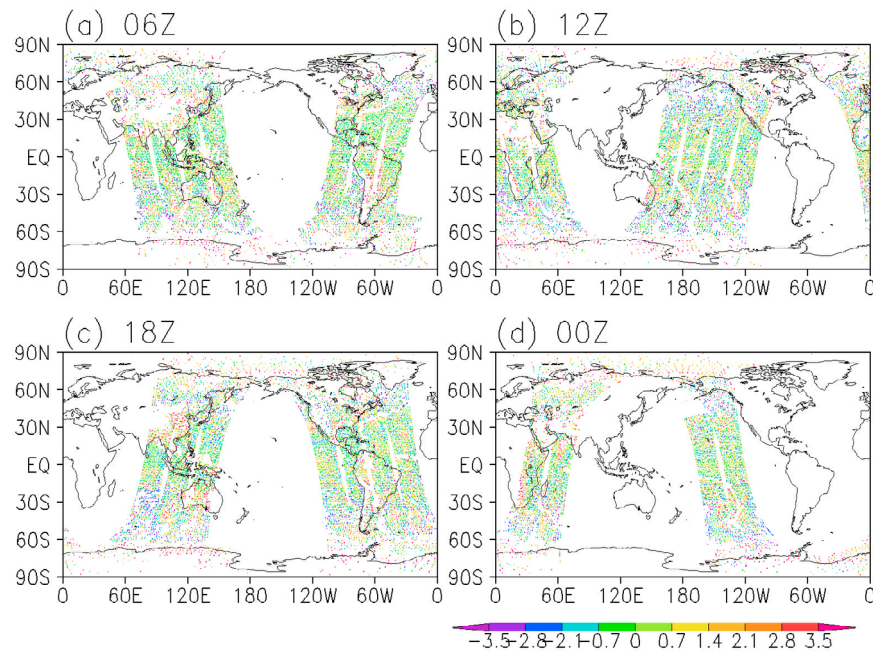 (a) 06Z
(b) 12Z
90N
60N
30N
EQ
30S
60S
90S
0 60E 120E 180 120W 60W 0
90N
60N
30N
EQ
30S
60S
90S
0 60E 120E 180 120W 60W 0
(c) 18Z
(d) 00Z
90N
60N
30N
EQ
30S
60S
90S
0 60E 120E 180 120W 60W 0
90N
60N
30N
EQ
30S
60S
90S
0 60E 120E 180 120W 60W 0
-3.5 -2.8 -2.1 -0.7 0 0.7 1.4 2.1 2.8 3.5